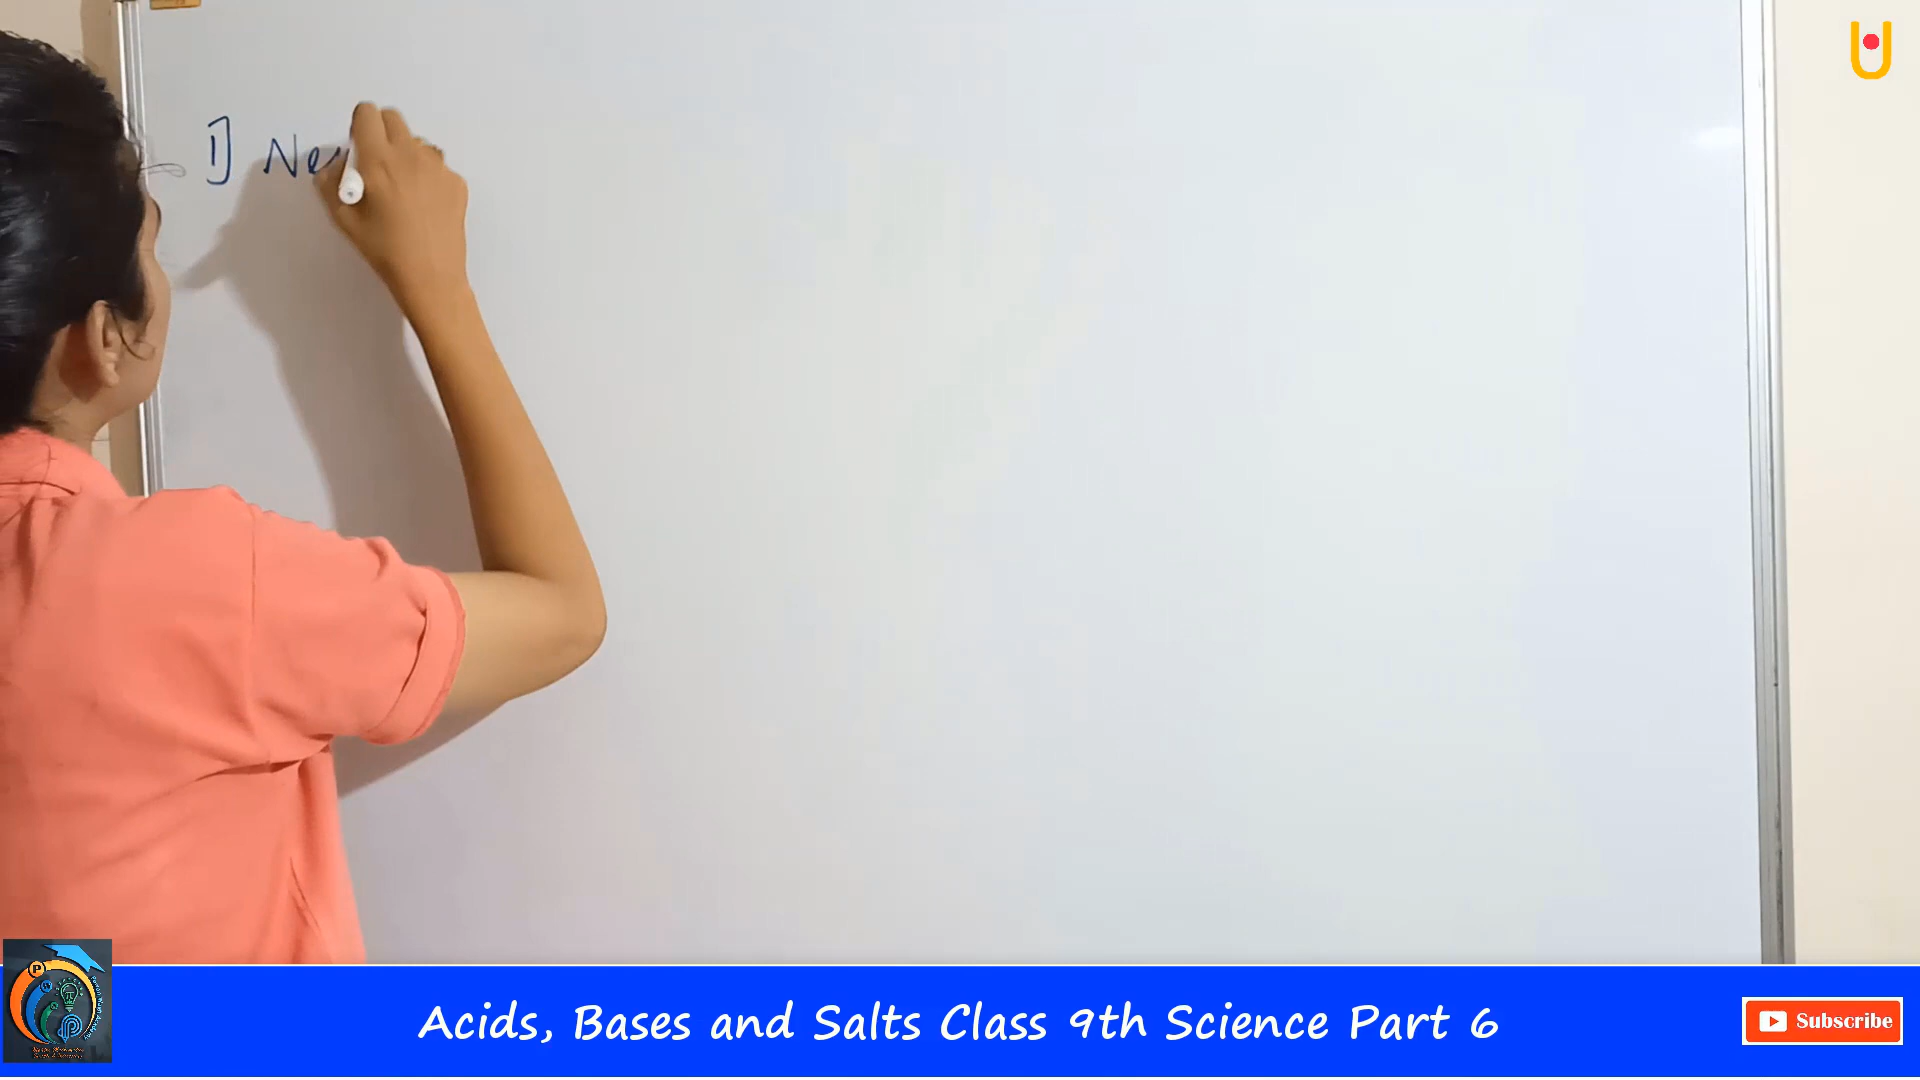 1] Ne
Acids, Bases and Salts Class 9th Science Part 6
Subscribe